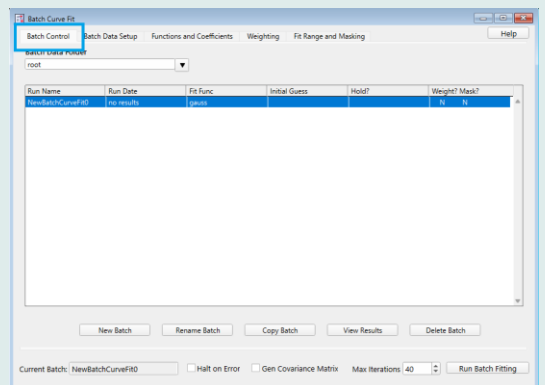 Batch Curve Fit
Batch Control Batch Data Setup Functions and Coefficients Weighting Fit Range and Masking Help
Batch Data Folder
root
Run Name Run Date Fit Func Initial Guess Hold? Weight? Mask?
NewBatchCurveFit0 no results gauss N N
New Batch Rename Batch Copy Batch View Results Delete Batch
Current Batch: NewBatchCurveFit0 Halt on Error Gen Covariance Matrix Max Iterations 40 Run Batch Fitting